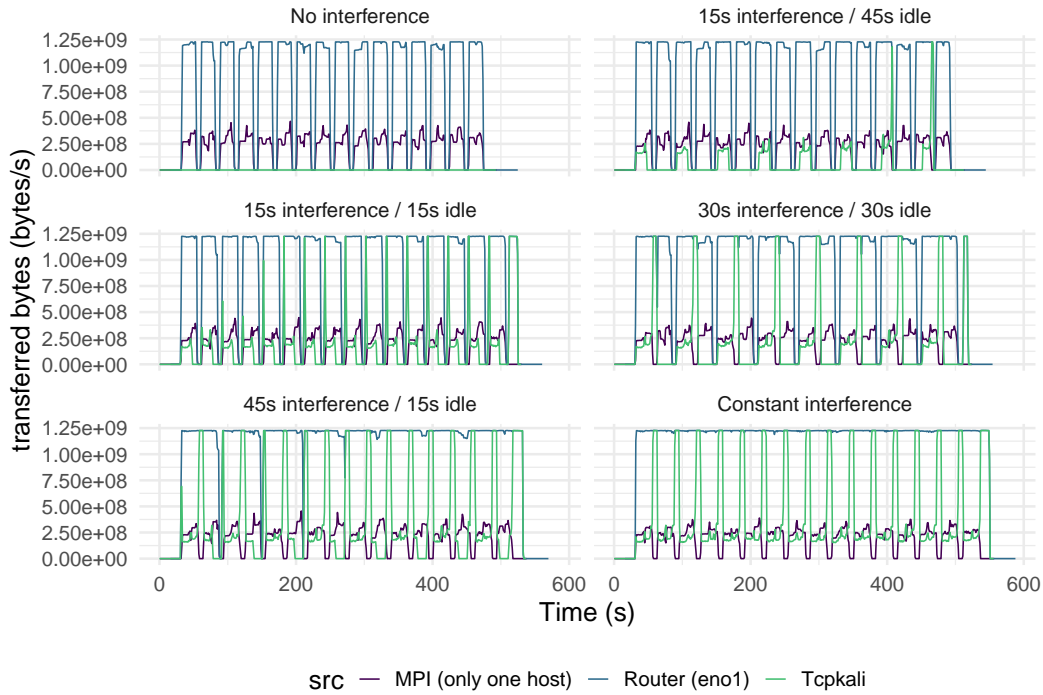 No interference
15s interference / 45s idle
1.25e+09
1.00e+09
7.50e+08
5.00e+08
2.50e+08
0.00e+00
15s interference / 15s idle
30s interference / 30s idle
1.25e+09
1.00e+09
7.50e+08
5.00e+08
2.50e+08
0.00e+00
45s interference / 15s idle
Constant interference
1.25e+09
1.00e+09
7.50e+08
5.00e+08
2.50e+08
0.00e+00
transferred bytes (bytes/s)
0 200 400 600 0 200 400 600
Time (s)
src MPI (only one host) Router (eno1) Tcpkali